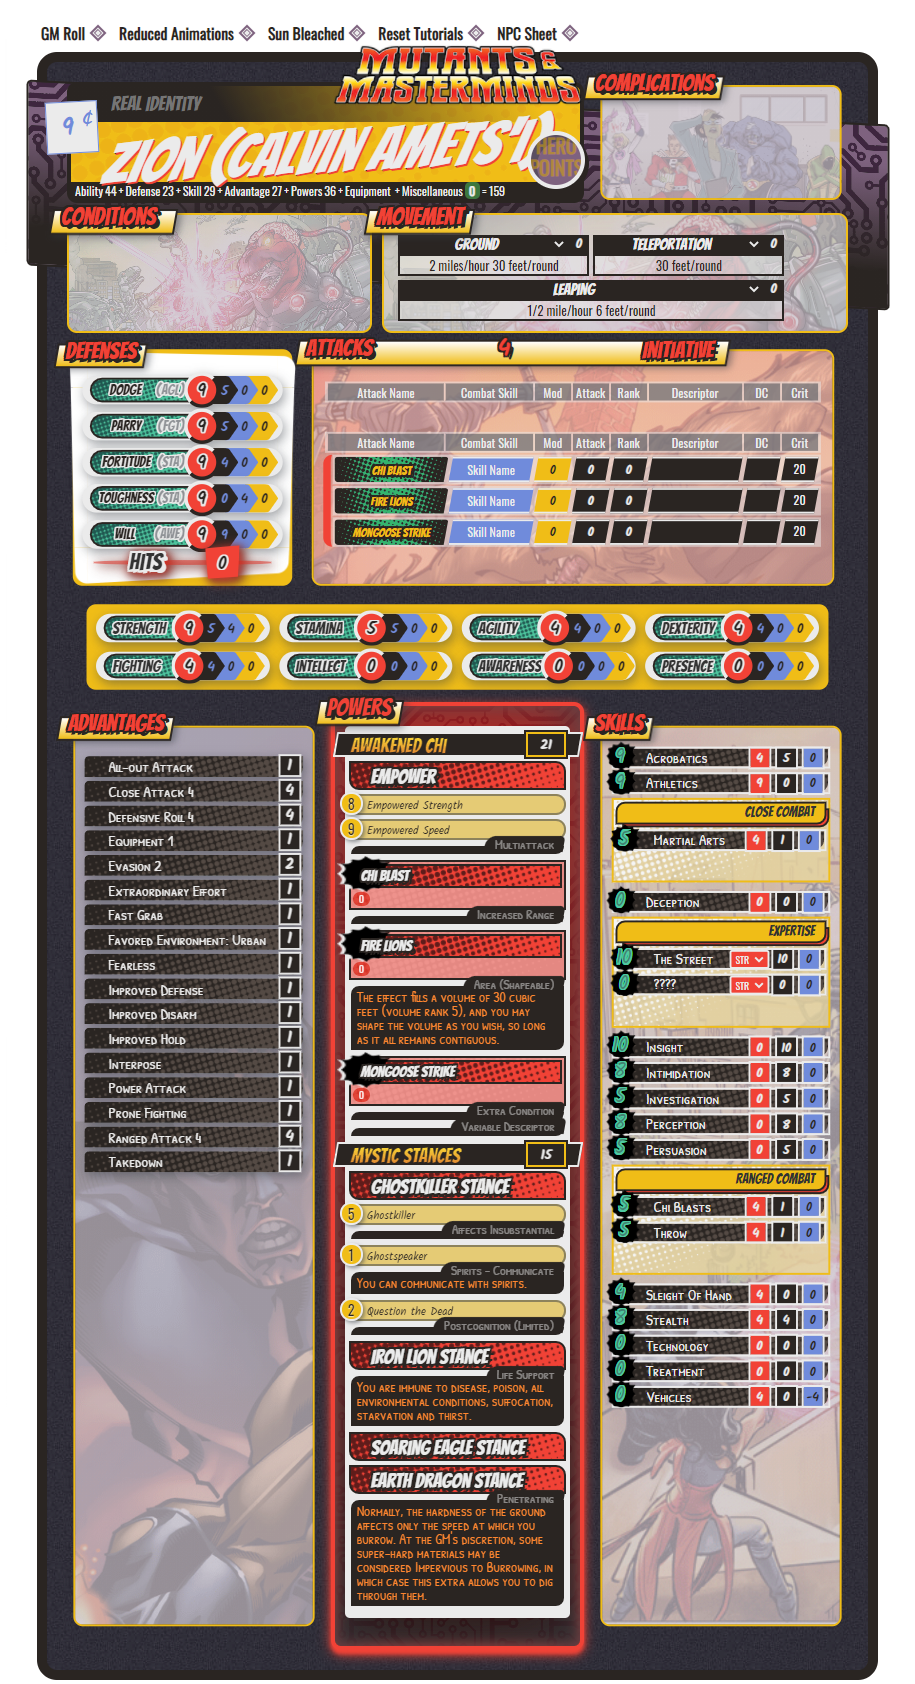 GM Roll Reduced Animations Sun Bleached Reset Tutorials NPC Sheet
MUTANTS &
MASTERMINDS
COMPLICATIONS
REAL IDENTITY
9 ¢
ZION (CALVIN AMETS'I)
HERO
POINTS
Ability 44 + Defense 23 + Skill 29 + Advantage 27 + Powers 36 + Equipment + Miscellaneous 0 = 159
CONDITIONS
MOVEMENT
GROUND 0 TELEPORTATION 0
2 miles/hour 30 feet/round 30 feet/round
LEAPING 0
1/2 mile/hour 6 feet/round
DEFENSES
DODGE (AGL) 9 5 0 0
PARRY (FGT) 9 5 0 0
FORTITUDE (STA) 9 4 0 0
TOUGHNESS (STA) 9 0 4 0
WILL (AWE) 9 9 0 0
HITS 0
ATTACKS 4 INITIATIVE
Attack Name Combat Skill Mod Attack Rank Descriptor DC Crit
Attack Name Combat Skill Mod Attack Rank Descriptor DC Crit
CHI BLAST Skill Name 0 0 0 20
FIRE LIONS Skill Name 0 0 0 20
MONGOOSE STRIKE Skill Name 0 0 0 20
STRENGTH 9 5 4 0 STAMINA 5 5 0 0 AGILITY 4 4 0 0 DEXTERITY 4 4 0 0
FIGHTING 4 4 0 0 INTELLECT 0 0 0 0 AWARENESS 0 0 0 0 PRESENCE 0 0 0 0
ADVANTAGES
All-out Attack 1
Close Attack 4 4
Defensive Roll 4 4
Equipment 1 1
Evasion 2 2
Extraordinary Effort 1
Fast Grab 1
Favored Environment: Urban 1
Fearless 1
Improved Defense 1
Improved Disarm 1
Improved Hold 1
Interpose 1
Power Attack 1
Prone Fighting 1
Ranged Attack 4 4
Takedown 1
POWERS
AWAKENED CHI 21
EMPOWER
8 Empowered Strength
9 Empowered Speed
Multiattack
CHI BLAST
0
Increased Range
FIRE LIONS
0
Area (Shapeable)
The effect fills a volume of 30 cubic
feet (volume rank 5), and you may
shape the volume as you wish, so long
as it all remains contiguous.
MONGOOSE STRIKE
0
Extra Condition
Variable Descriptor
MYSTIC STANCES 15
GHOSTKILLER STANCE
5 Ghostkiller
Affects Insubstantial
1 Ghostspeaker
Spirits - Communicate
You can communicate with spirits.
2 Question the Dead
Postcognition (Limited)
IRON LION STANCE
Life Support
You are immune to disease, poison, all
environmental conditions, suffocation,
starvation and thirst.
SOARING EAGLE STANCE
EARTH DRAGON STANCE
Penetrating
Normally, the hardness of the ground
affects only the speed at which you
burrow. At the GM's discretion, some
super-hard materials may be
considered Impervious to Burrowing, in
which case this extra allows you to dig
through them.
SKILLS
9 Acrobatics 4 5 0
9 Athletics 9 0 0
CLOSE COMBAT
5 Martial Arts 4 1 0
0 Deception 0 0 0
EXPERTISE
10 The Street STR 10 0
0 ???? STR 0 0
10 Insight 0 10 0
8 Intimidation 0 8 0
5 Investigation 0 5 0
8 Perception 0 8 0
5 Persuasion 0 5 0
RANGED COMBAT
5 Chi Blasts 4 1 0
5 Throw 4 1 0
4 Sleight Of Hand 4 0 0
8 Stealth 4 4 0
0 Technology 0 0 0
0 Treatment 0 0 0
0 Vehicles 4 0 -4